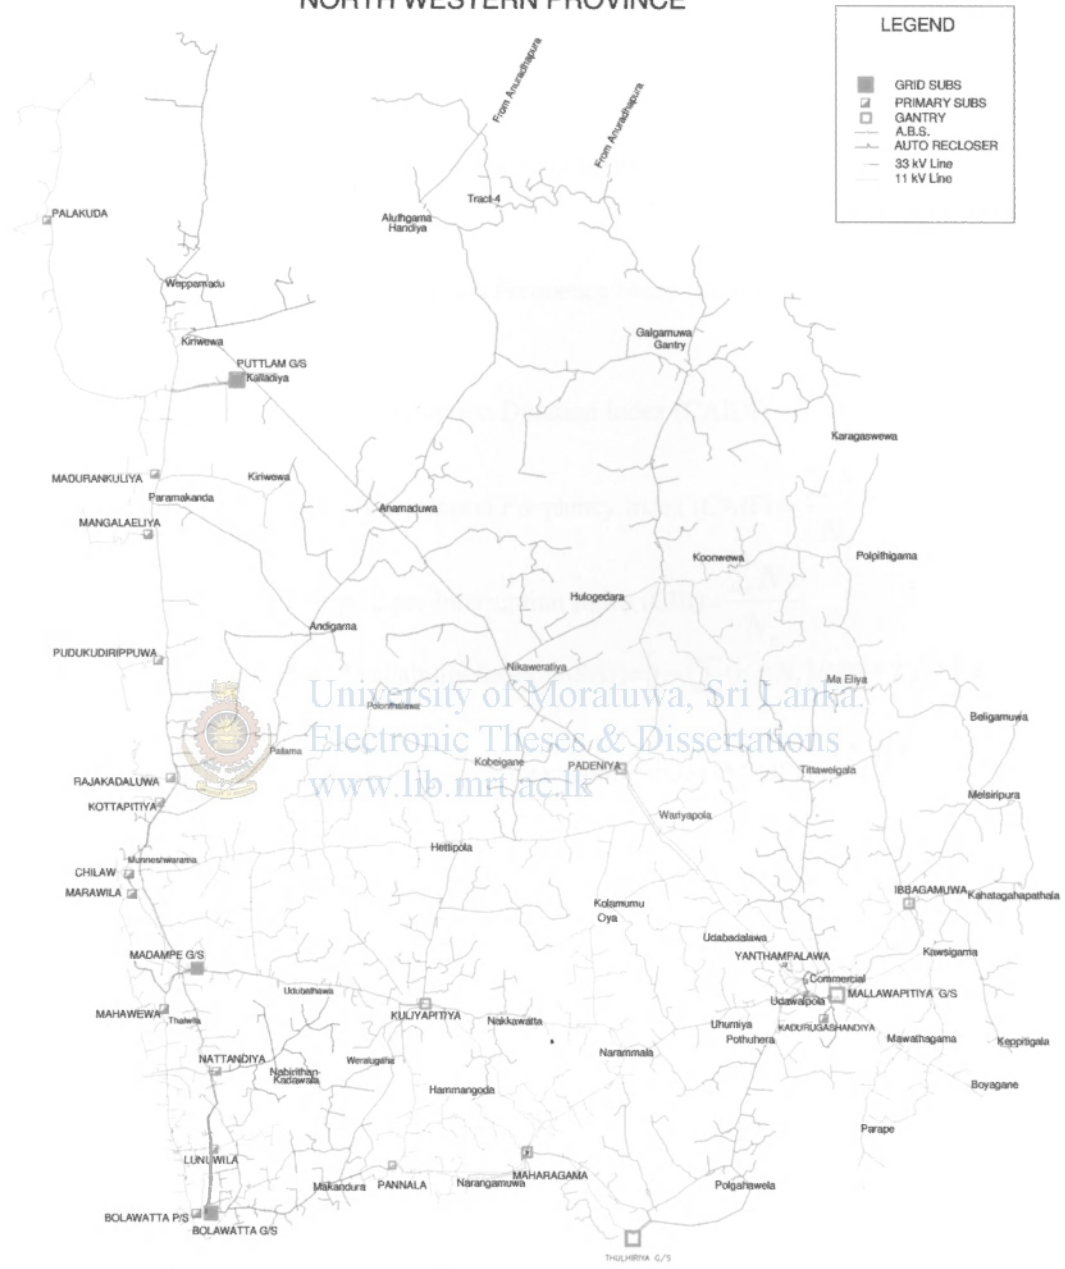 NORTH WESTERN PROVINCE
LEGEND
GRID SUBS
PRIMARY SUBS
GANTRY
A.B.S.
AUTO RECLOSER
33 kV Line
11 kV Line
From Anuradhapura
From Anuradhapura
Tract-4
PALAKUDA
Aluthgama
Handiya
Weppamadu
Kiriwewa
Galgamuwa
Gantry
PUTTLAM G/S
Kalladiya
Karagaswewa
MADURANKULIYA
Kiriwewa
Paramakanda
Anamaduwa
MANGALAELIYA
Koonwewa
Polpithigama
Hulogedara
Andigama
PUDUKUDIRIPPUWA
Nikaweratiya
Ma Eliya
University of Moratuwa, Sri Lanka.
Polonthalawa
Beligamuwa
Electronic Theses & Dissertations
Pallama
Kobeigane
PADENIYA
Tittawelgala
RAJAKADALUWA
www.lib.mrt.ac.lk
Melsiripura
KOTTAPITIYA
Wariyapola
Hettipola
Munneshwarama
CHILAW
MARAWILA
IBBAGAMUWA
Kahatagahapathala
Kolamumu
Oya
Udabadalawa
MADAMPE G/S
YANTHAMPALAWA
Kawsigama
Commercial
Udubathawa
MALLAWAPITIYA G/S
Udawalpola
MAHAWEWA
Thalwila
KULIYAPITIYA
Nakkawatta
Uhumiya
KADURUGASHANDIYA
Pothuhera
Mawathagama
Keppitigala
NATTANDIYA
Weralugama
Narammala
Nabirithan-
Kadawala
Hammangoda
Boyagane
Parape
LUNUWILA
Makandura
PANNALA
Narangamuwa
MAHARAGAMA
Polgahawela
BOLAWATTA P/S
BOLAWATTA G/S
THULHIRIYA G/S